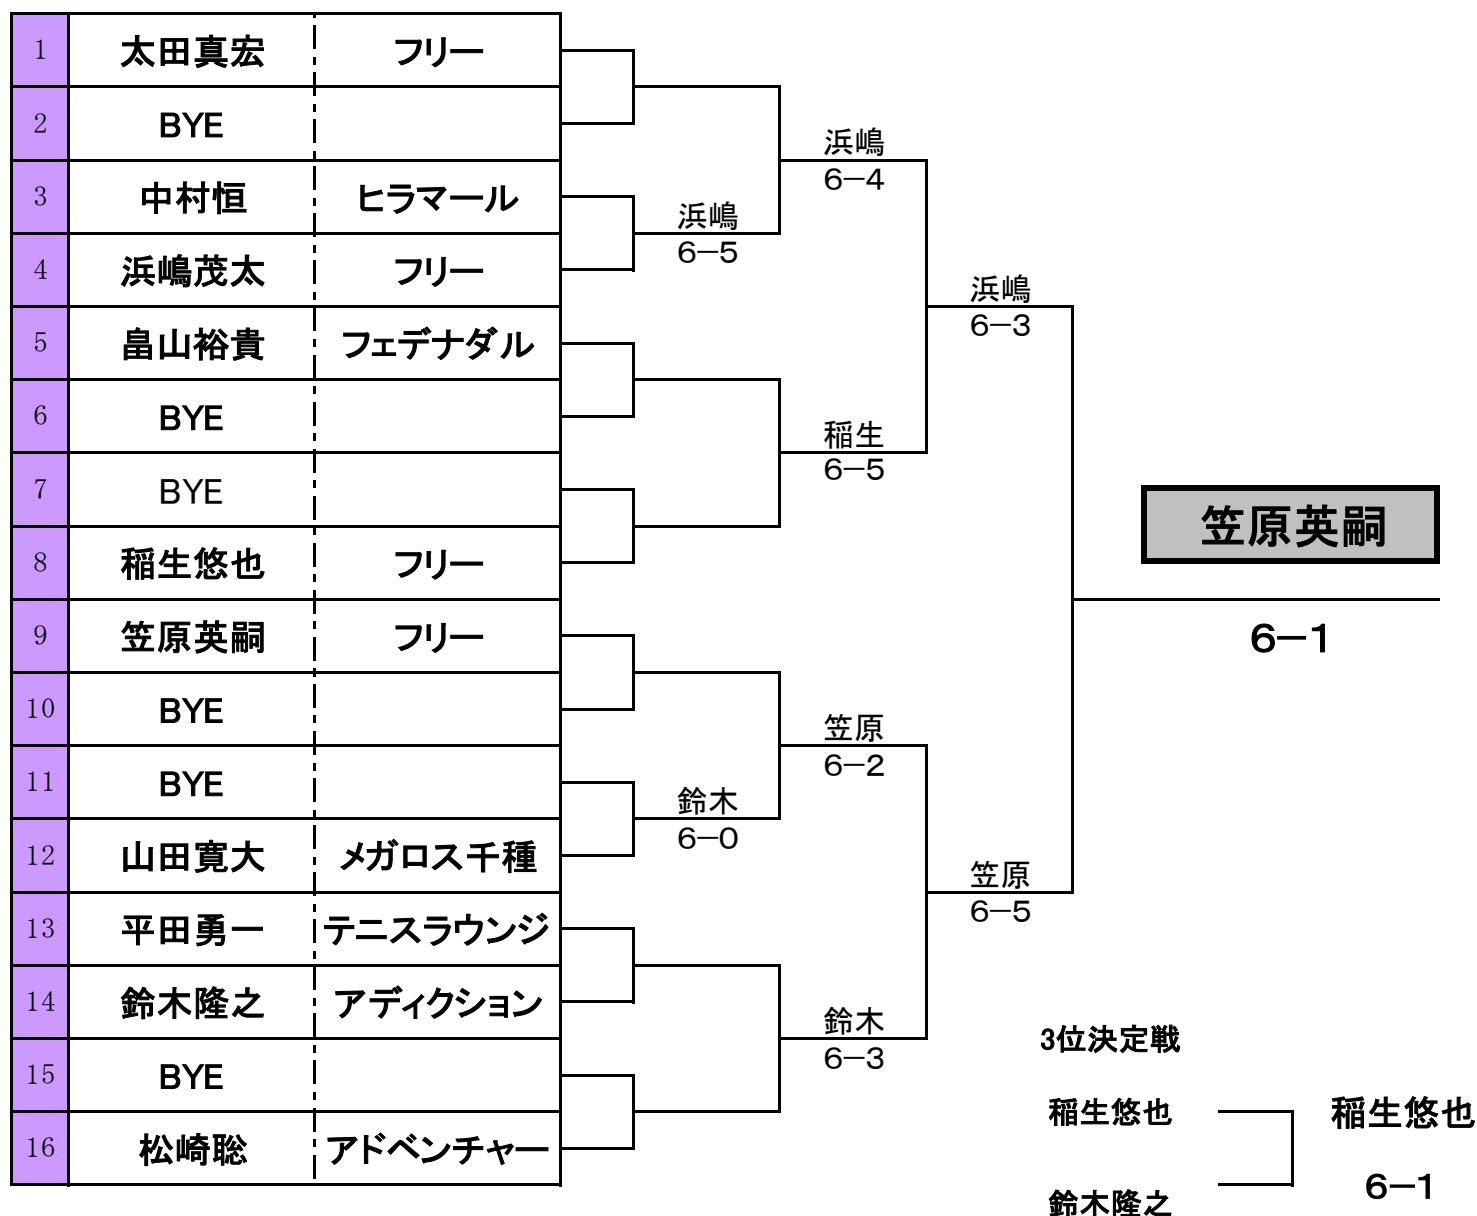 1 太田真宏 フリー
2 BYE
3 中村恒 ヒラマール
4 浜嶋茂太 フリー
5 畠山裕貴 フェデナダル
6 BYE
7 BYE
8 稲生悠也 フリー
9 笠原英嗣 フリー
10 BYE
11 BYE
12 山田寛大 メガロス千種
13 平田勇一 テニスラウンジ
14 鈴木隆之 アディクション
15 BYE
16 松崎聡 アドベンチャー
浜嶋
6-5
鈴木
6-0
浜嶋
6-4
稲生
6-5
笠原
6-2
鈴木
6-3
浜嶋
6-3
笠原
6-5
笠原英嗣
6-1
3位決定戦
稲生悠也
鈴木隆之
稲生悠也
6-1